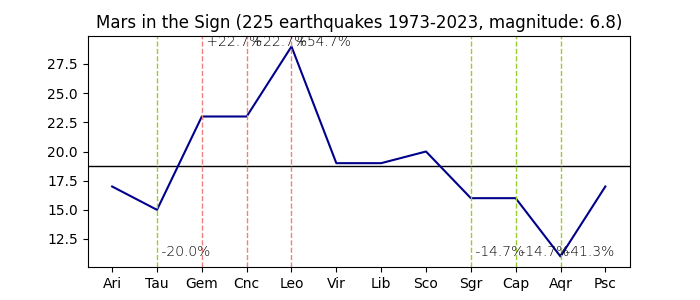 Mars in the Sign (225 earthquakes 1973-2023, magnitude: 6.8)
+22.7% +22.7% +54.7%
27.5
25.0
22.5
20.0
17.5
15.0
12.5
-20.0% -14.7% -14.7% -41.3%
Ari Tau Gem Cnc Leo Vir Lib Sco Sgr Cap Aqr Psc